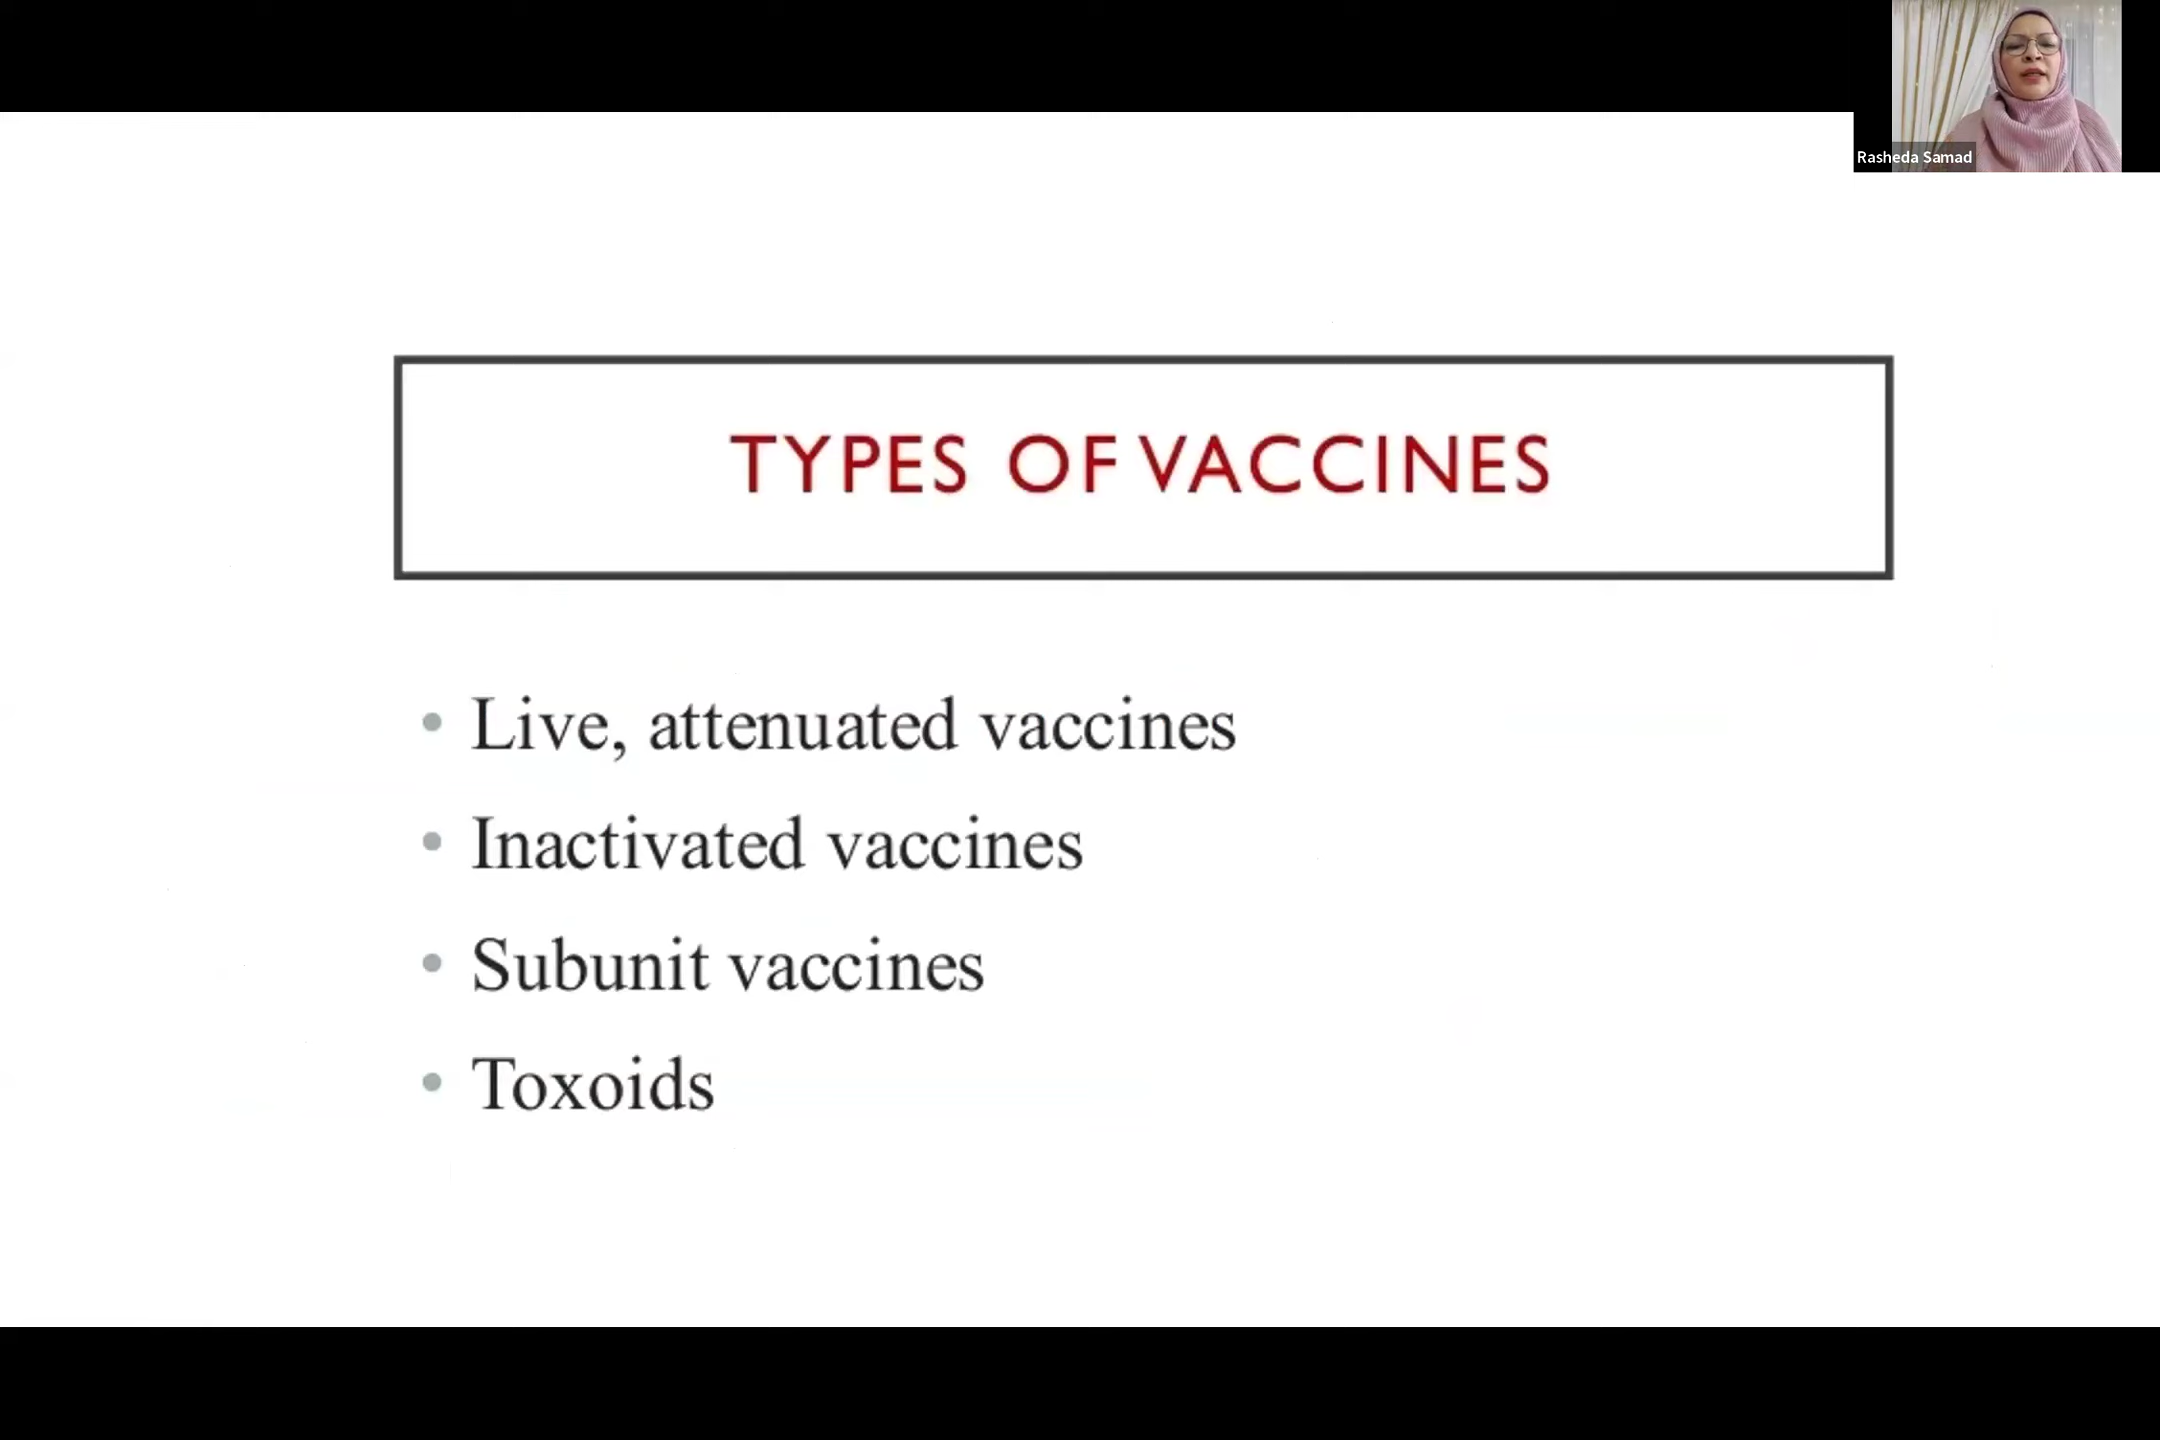 Rasheda Samad
TYPES OF VACCINES
• Live, attenuated vaccines
• Inactivated vaccines
• Subunit vaccines
• Toxoids